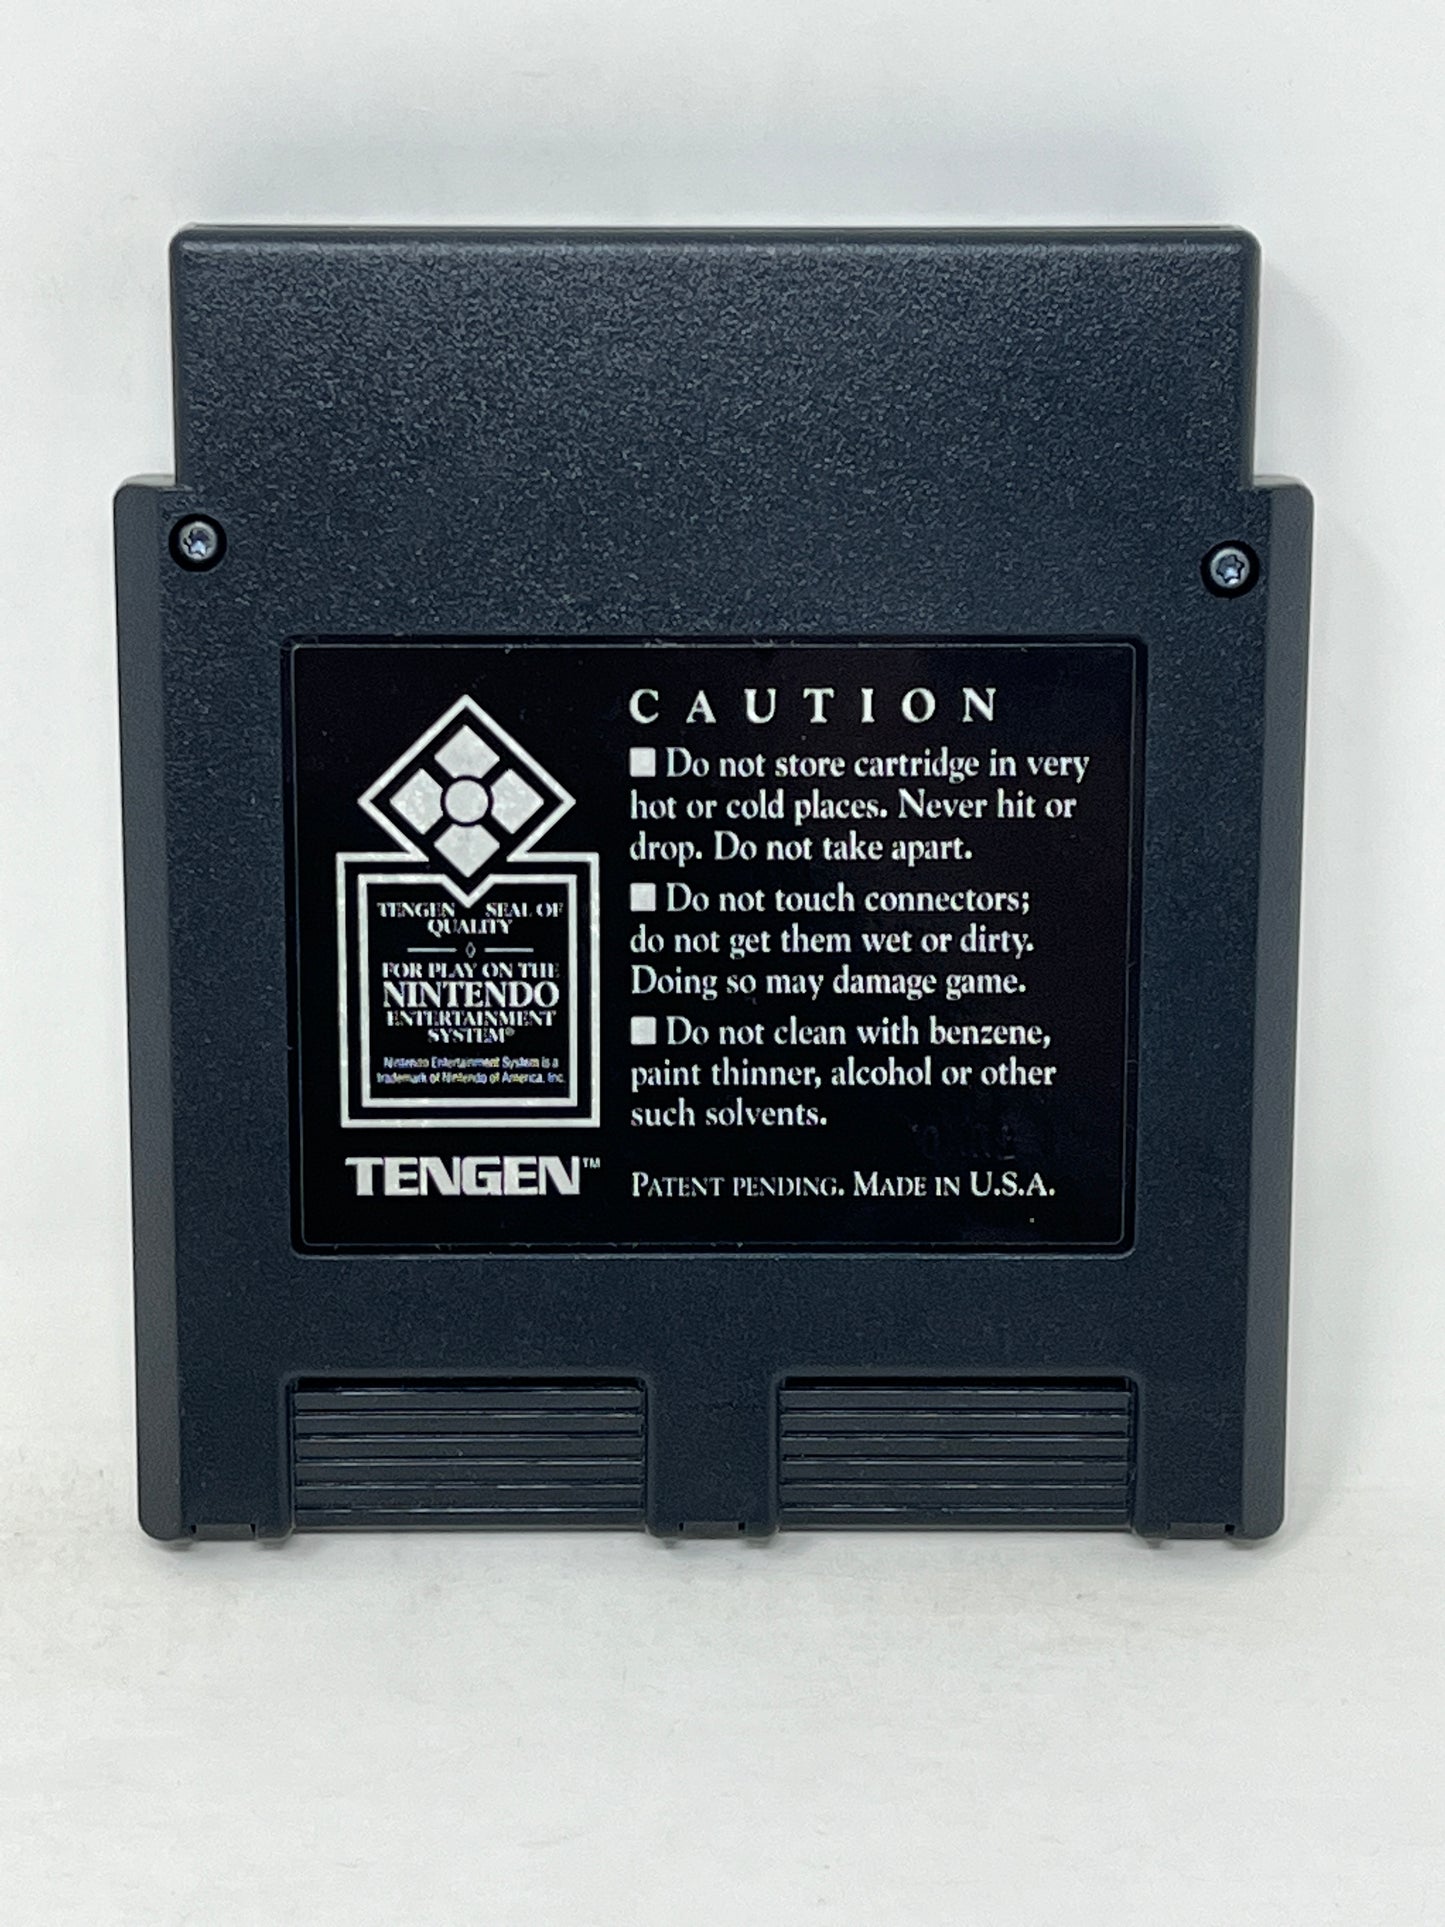 CAUTION
■ Do not store cartridge in very
hot or cold places. Never hit or
drop. Do not take apart.
■ Do not touch connectors;
do not get them wet or dirty.
Doing so may damage game.
■ Do not clean with benzene,
paint thinner, alcohol or other
such solvents.
PATENT PENDING. MADE IN U.S.A.
TENGEN SEAL OF
QUALITY
FOR PLAY ON THE
NINTENDO
ENTERTAINMENT
SYSTEM®
Nintendo Entertainment System is a
trademark of Nintendo of America, Inc.
TENGEN™